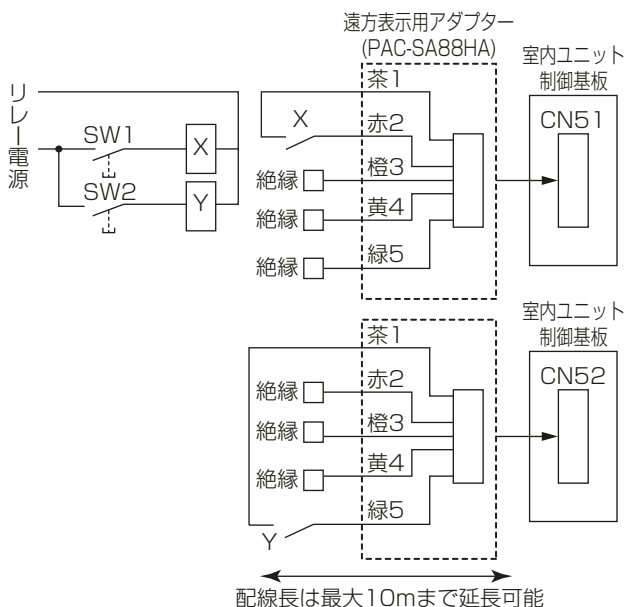 遠方表示用アダプター
(PAC-SA88HA)
室内ユニット
制御基板
リレー電源
SW1
X
SW2
Y
茶1
X
赤2
CN51
絶縁
橙3
絶縁
黄4
絶縁
緑5
室内ユニット
制御基板
茶1
絶縁
赤2
CN52
絶縁
橙3
絶縁
黄4
緑5
Y
配線長は最大10mまで延長可能